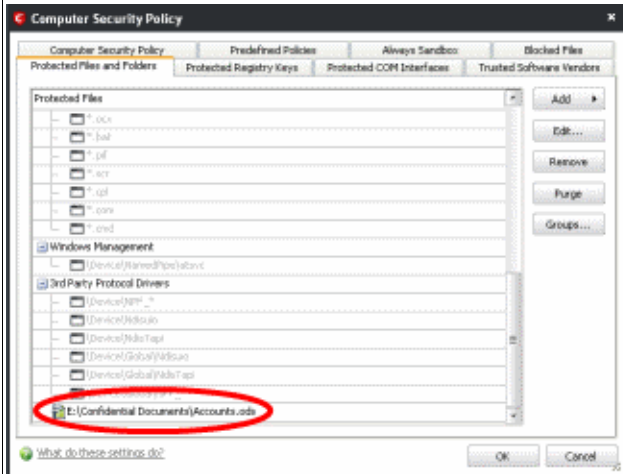 Computer Security Policy
Computer Security Policy Predefined Policies Always Sandbox Blocked Files
Protected Files and Folders Protected Registry Keys Protected COM Interfaces Trusted Software Vendors
Protected Files
Add
*.ocx
Edit...
*.bat
*.pif
Remove
*.scr
*.cpl
Purge
*.com
*.cmd
Groups...
Windows Management
\Device\NamedPipe\atsvc
3rd Party Protocol Drivers
\Device\NPF_*
\Device\Ndisuio
\Device\NdisTapi
\Device\Global\Ndisuio
\Device\Global\NdisTapi
E:\Confidential Documents\Accounts.ods
What do these settings do?
OK Cancel